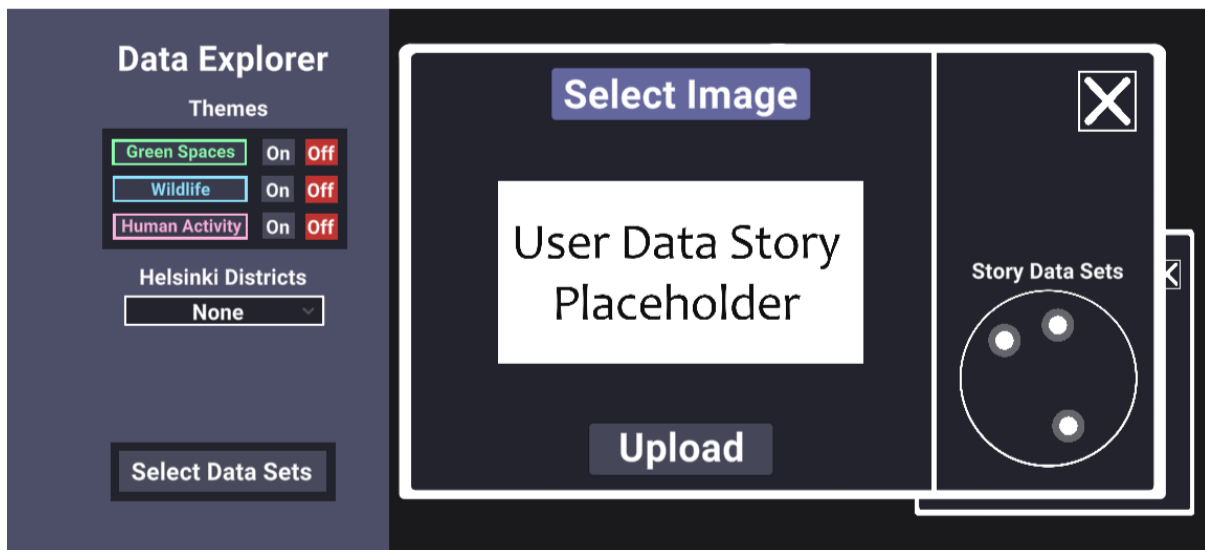 Data Explorer
Themes
Green Spaces On Off
Wildlife On Off
Human Activity On Off
Helsinki Districts
None
Select Data Sets
Select Image
User Data Story
Placeholder
Upload
Story Data Sets